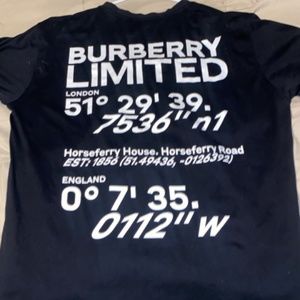 BURBERRY
LIMITED
LONDON
51° 29' 39.
7536" n1
Horseferry House. Horseferry Road
EST: 1856 (51.49436, -0126392)
ENGLAND
0° 7' 35.
0112" w